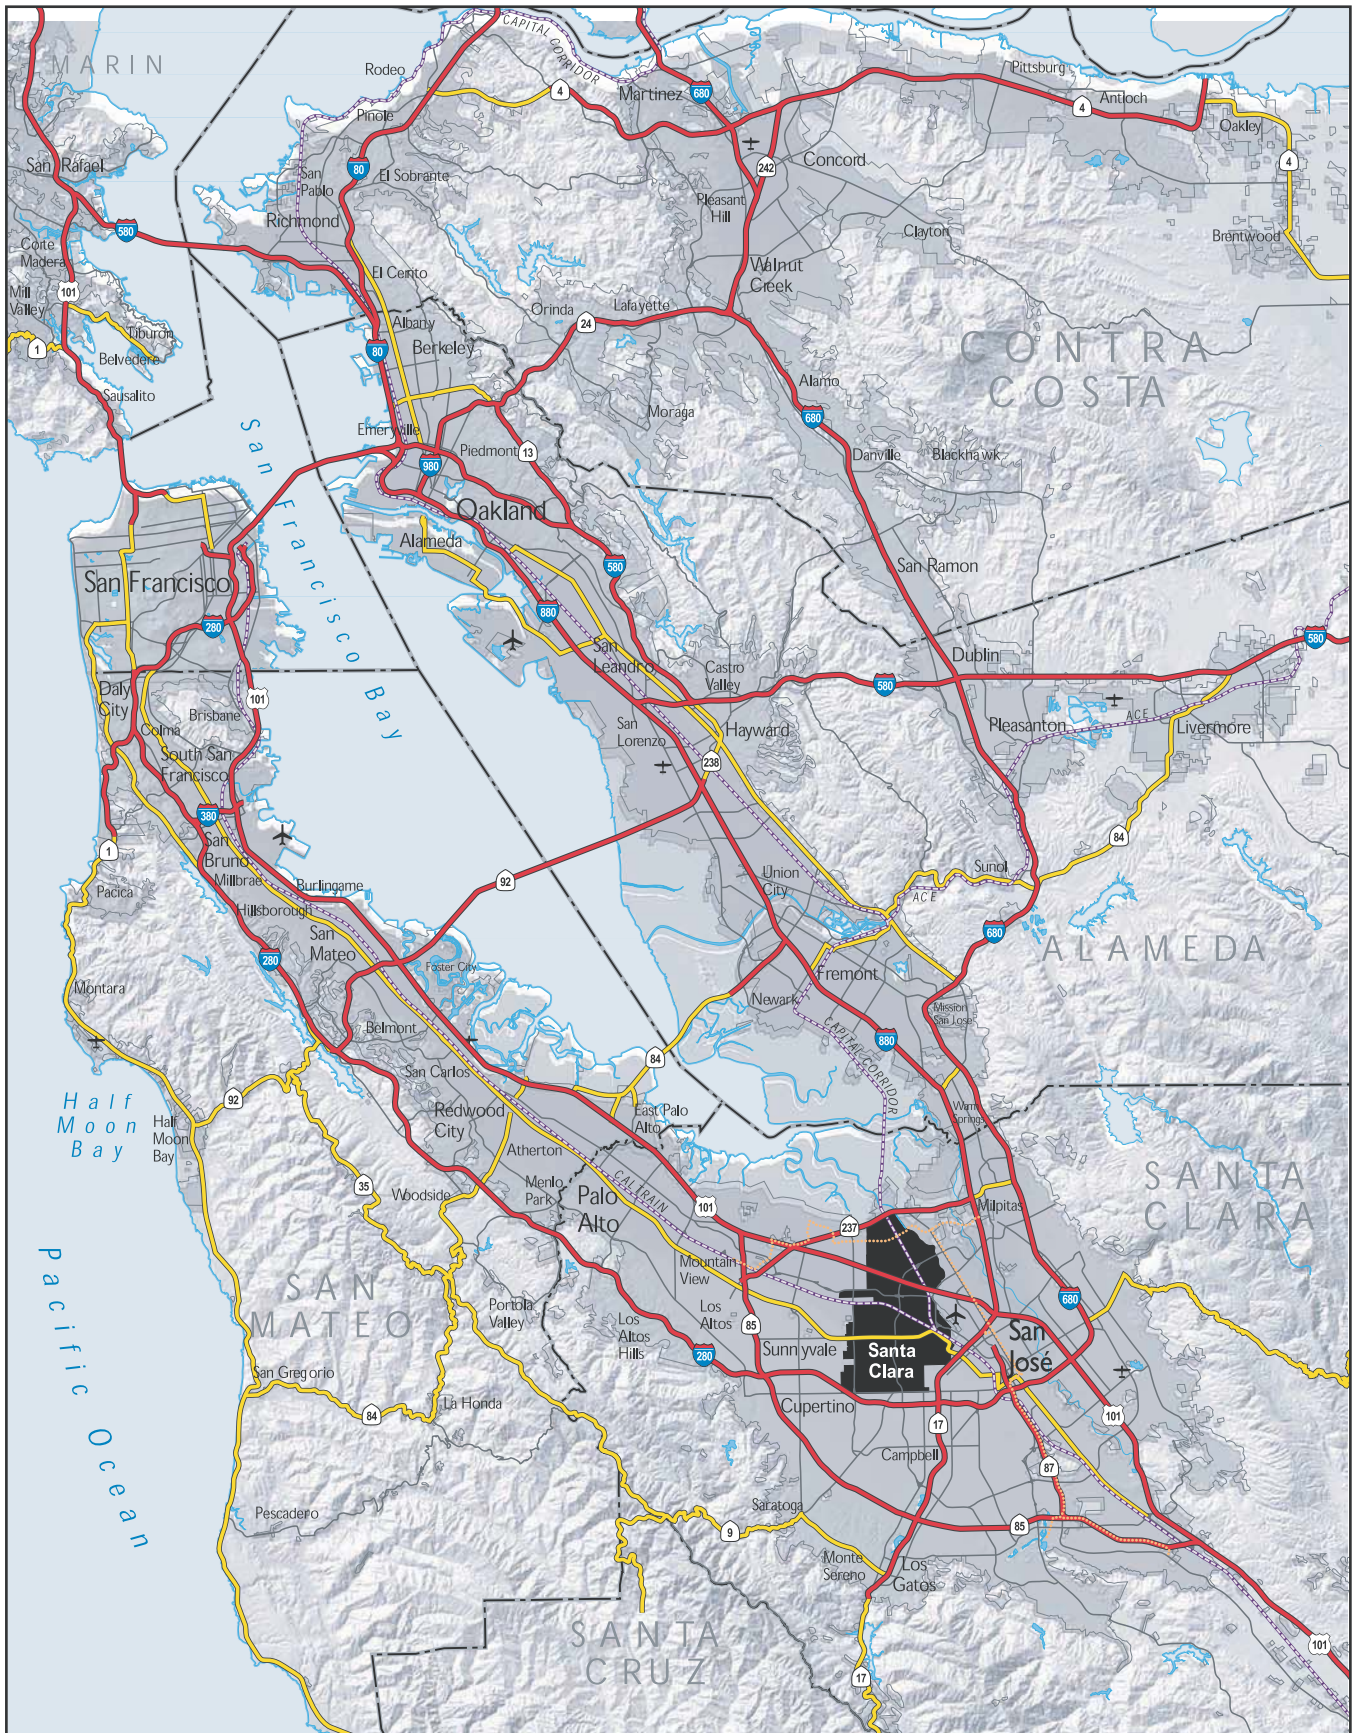 CAPITAL CORRIDOR
MARIN
Rodeo
Pittsburg
Martinez
680
4
4
Antioch
Pinole
Oakley
San Rafael
80
El Sobrante
San
Pablo
242
Concord
4
Pleasant
Hill
Richmond
580
Clayton
Brentwood
Corte
Madera
El Cerrito
Walnut
Creek
Mill
Valley
101
Orinda
Lafayette
24
Tiburon
Albany
Berkeley
80
1
Belvedere
CONTRA
COSTA
Alamo
Sausalito
Moraga
680
San Francisco Bay
Emeryville
Piedmont
13
980
Danville
Blackhawk
Oakland
Alameda
San Francisco
580
San Ramon
880
280
580
San
Leandro
Dublin
Castro
Valley
580
Daly
City
101
Brisbane
Colma
San
Lorenzo
Hayward
Pleasanton
ACE
Livermore
South San
Francisco
238
380
84
San
Bruno
1
Millbrae
Burlingame
92
Union
City
Sunol
Pacica
ACE
Hillsborough
San
Mateo
680
ALAMEDA
280
Foster City
Fremont
Montara
Newark
Mission
San Jose
Belmont
CAPITAL CORRIDOR
880
84
San Carlos
92
Half
Moon
Bay
Half
Moon
Bay
Redwood
City
East Palo
Alto
Warm
Springs
Atherton
SANTA
CLARA
Menlo
Park
35
Woodside
Palo
Alto
CALTRAIN
101
Milpitas
237
Pacific Ocean
Mountain
View
SAN
MATEO
Portola
Valley
680
Los
Altos
Hills
Los
Altos
85
Sunnyvale
Santa
Clara
San
José
280
San Gregorio
La Honda
84
Cupertino
17
101
Campbell
87
Pescadero
Saratoga
9
85
Monte
Sereno
Los
Gatos
SANTA
CRUZ
101
17